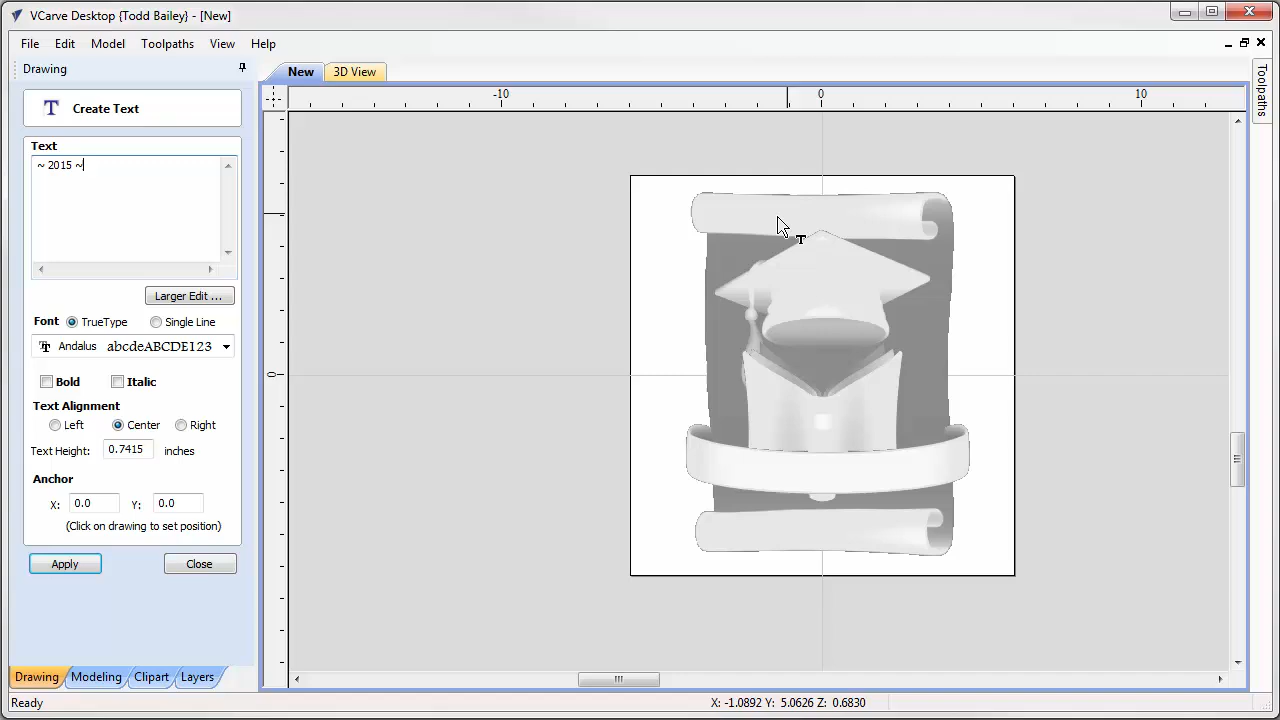 VCarve Desktop {Todd Bailey} - [New]
File Edit Model Toolpaths View Help
Drawing
New 3D View
Toolpaths
T Create Text
-10 0 10
Text
~ 2015 ~
T
Larger Edit ...
Font TrueType Single Line
Andalus abcdeABCDE123
0
Bold Italic
Text Alignment
Left Center Right
Text Height: 0.7415 inches
Anchor
X: 0.0 Y: 0.0
(Click on drawing to set position)
Apply Close
Drawing Modeling Clipart Layers
Ready X: -1.0892 Y: 5.0626 Z: 0.6830